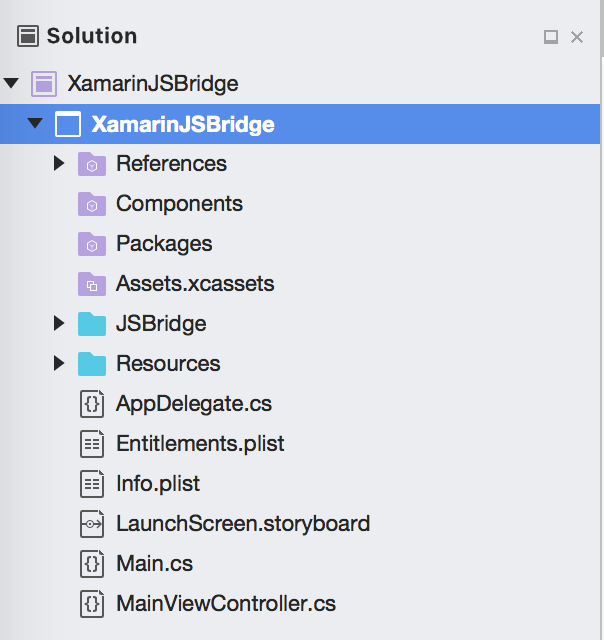 Solution
XamarinJSBridge
XamarinJSBridge
References
Components
Packages
Assets.xcassets
JSBridge
Resources
AppDelegate.cs
Entitlements.plist
Info.plist
LaunchScreen.storyboard
Main.cs
MainViewController.cs